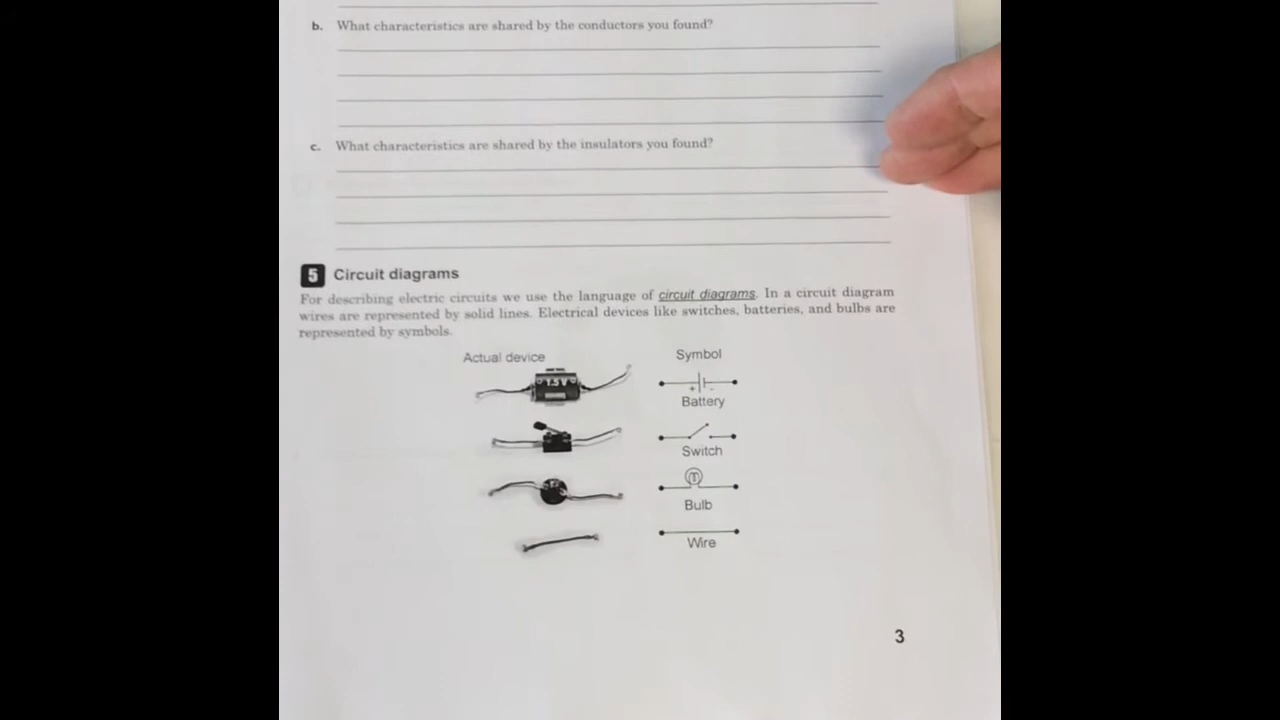 b. What characteristics are shared by the conductors you found?
c. What characteristics are shared by the insulators you found?
5 Circuit diagrams
For describing electric circuits we use the language of circuit diagrams. In a circuit diagram
wires are represented by solid lines. Electrical devices like switches, batteries, and bulbs are
represented by symbols.
Actual device Symbol
1.5 V
+ -
Battery
Switch
Bulb
Wire
3